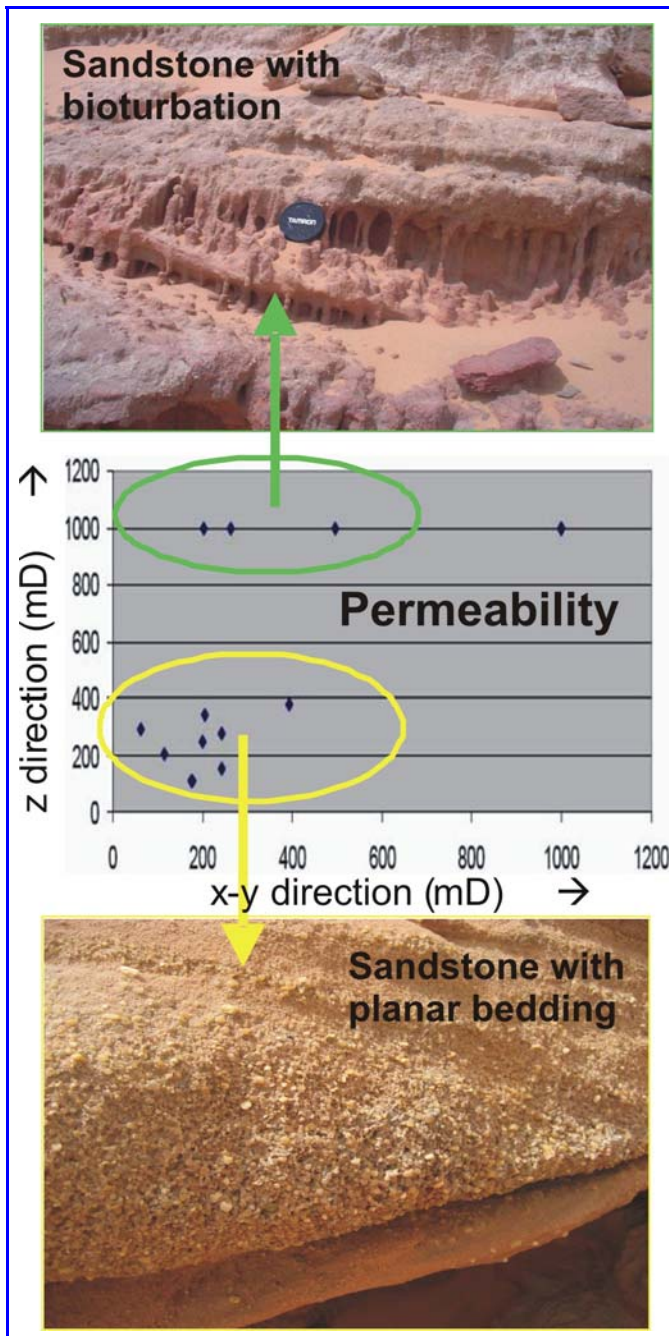 Sandstone with
bioturbation
TAMRON
z direction (mD) →
1200
1000
800
600
400
200
0
Permeability
0 200 400 600 800 1000 1200
x-y direction (mD) →
Sandstone with
planar bedding